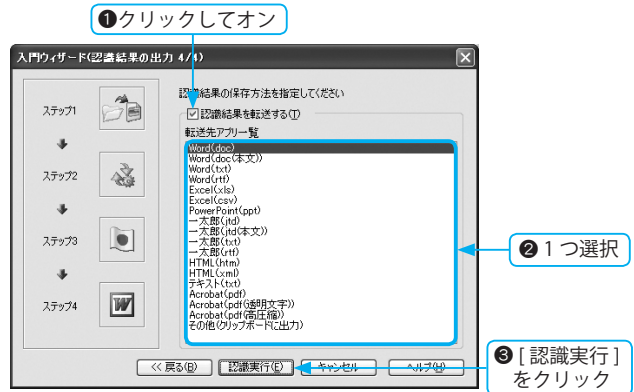 ❶クリックしてオン
入門ウィザード(認識結果の出力 4/4)
認識結果の保存方法を指定してください
ステップ1
認識結果を転送する(T)
転送先アプリ一覧
Word(doc)
Word(doc(本文))
Word(txt)
Word(rtf)
Excel(xls)
Excel(csv)
PowerPoint(ppt)
一太郎(jtd)
一太郎(jtd(本文))
一太郎(txt)
一太郎(rtf)
HTML(htm)
HTML(xml)
テキスト(txt)
Acrobat(pdf)
Acrobat(pdf(透明文字))
Acrobat(pdf(高圧縮))
その他(クリップボードに出力)
ステップ2
ステップ3
ステップ4
❷1つ選択
<< 戻る(B)
認識実行(E)
キャンセル
ヘルプ(H)
❸[認識実行]
をクリック